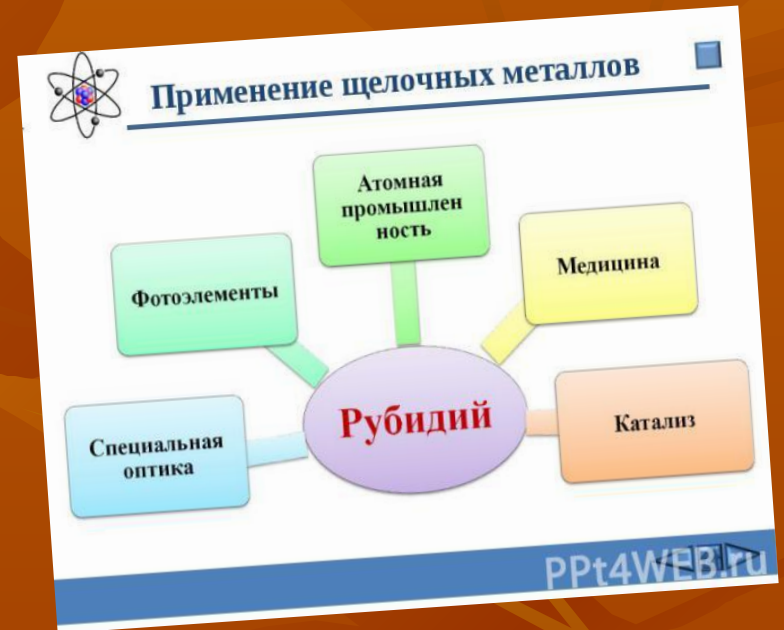 Применение щелочных металлов
Атомная
промышлен
ность
Медицина
Фотоэлементы
Рубидий
Катализ
Специальная
оптика
PPt4WEB.ru